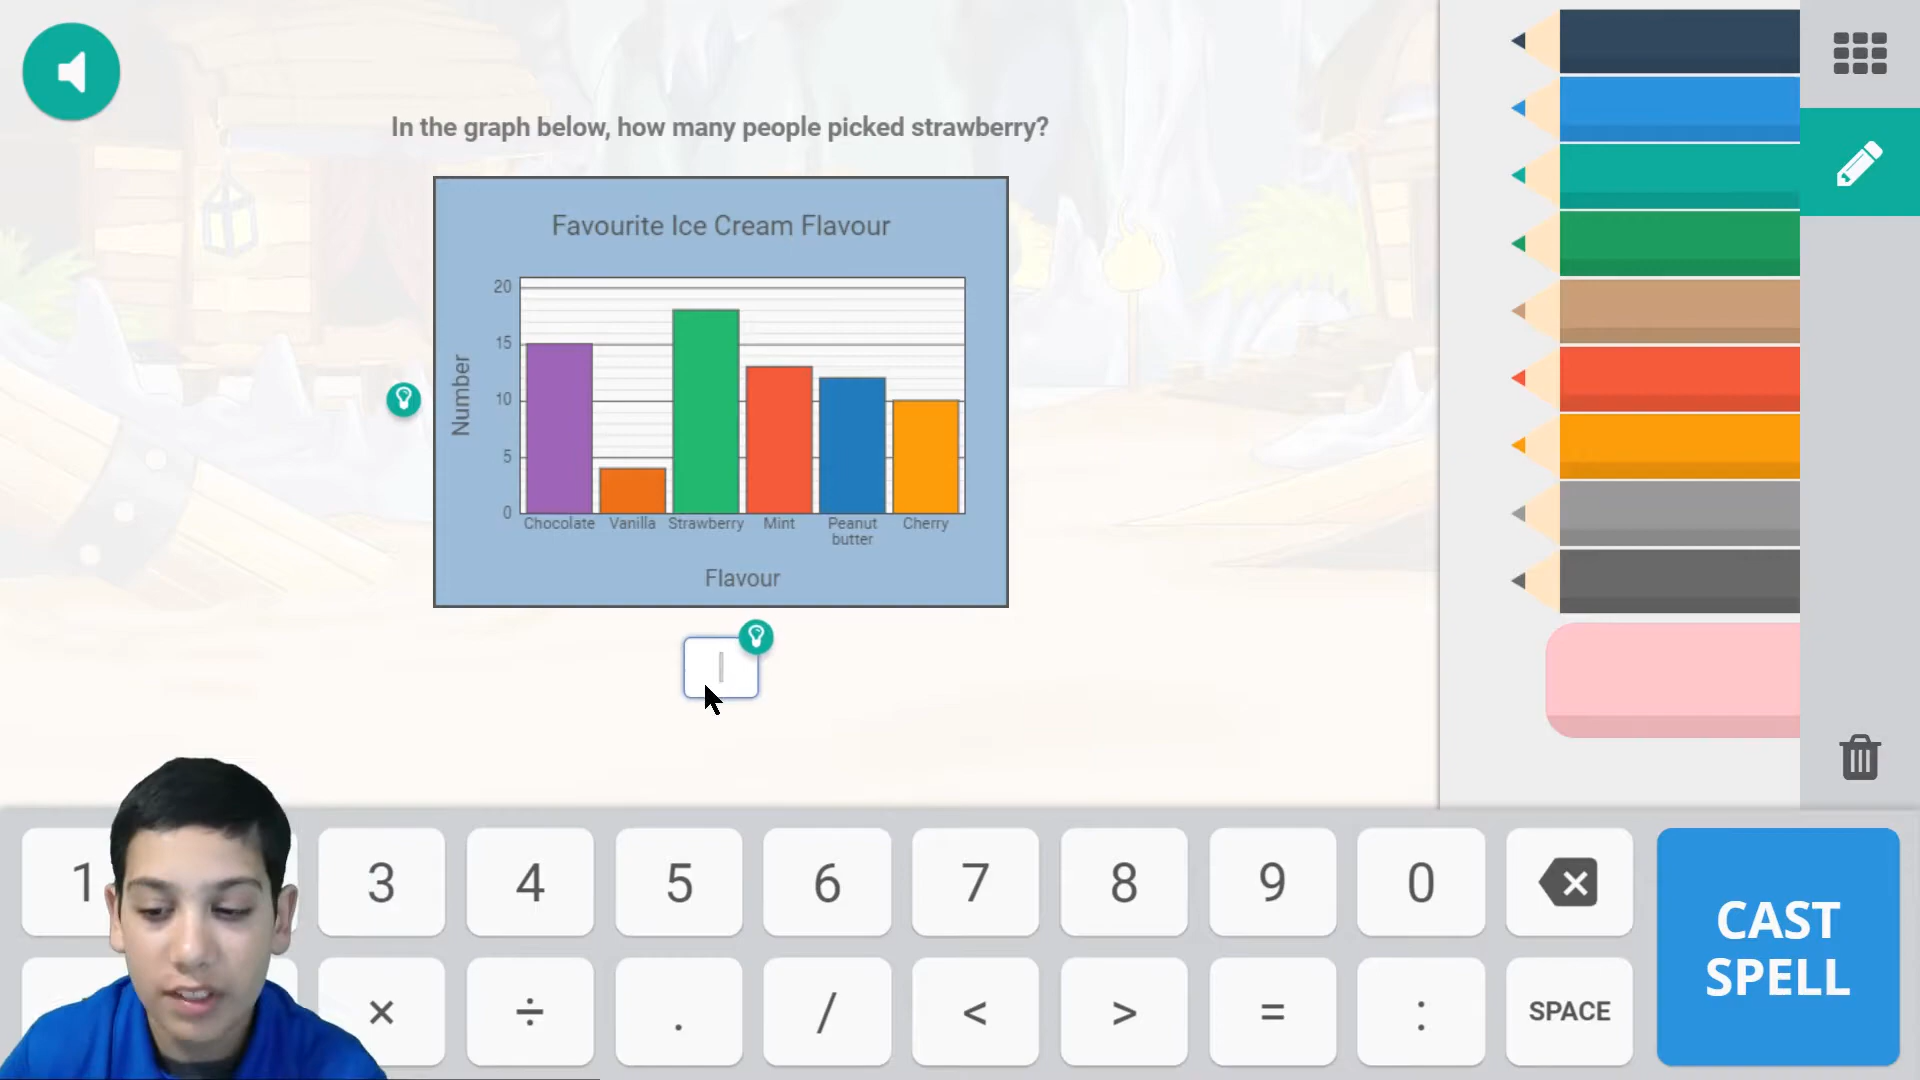 In the graph below, how many people picked strawberry?
Favourite Ice Cream Flavour
Number
20
15
10
5
0
Chocolate Vanilla Strawberry Mint Peanut butter Cherry
Flavour
1 3 4 5 6 7 8 9 0
× ÷ . / < > = : SPACE
CAST
SPELL